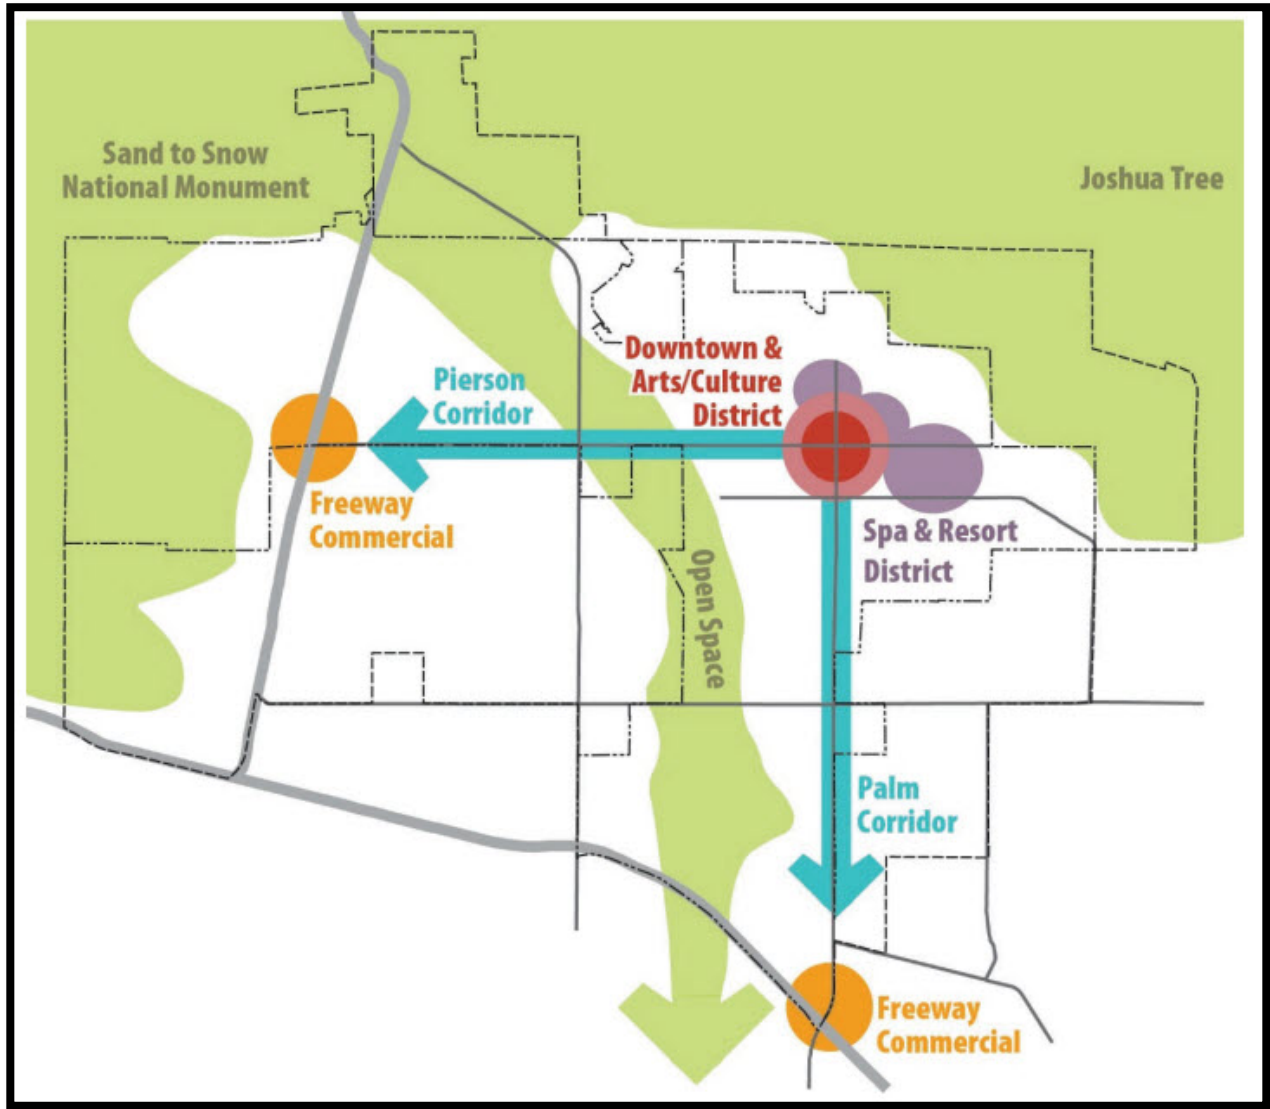 Sand to Snow
National Monument
Joshua Tree
Downtown &
Arts/Culture
District
Pierson
Corridor
Freeway
Commercial
Spa & Resort
District
Open Space
Palm
Corridor
Freeway
Commercial